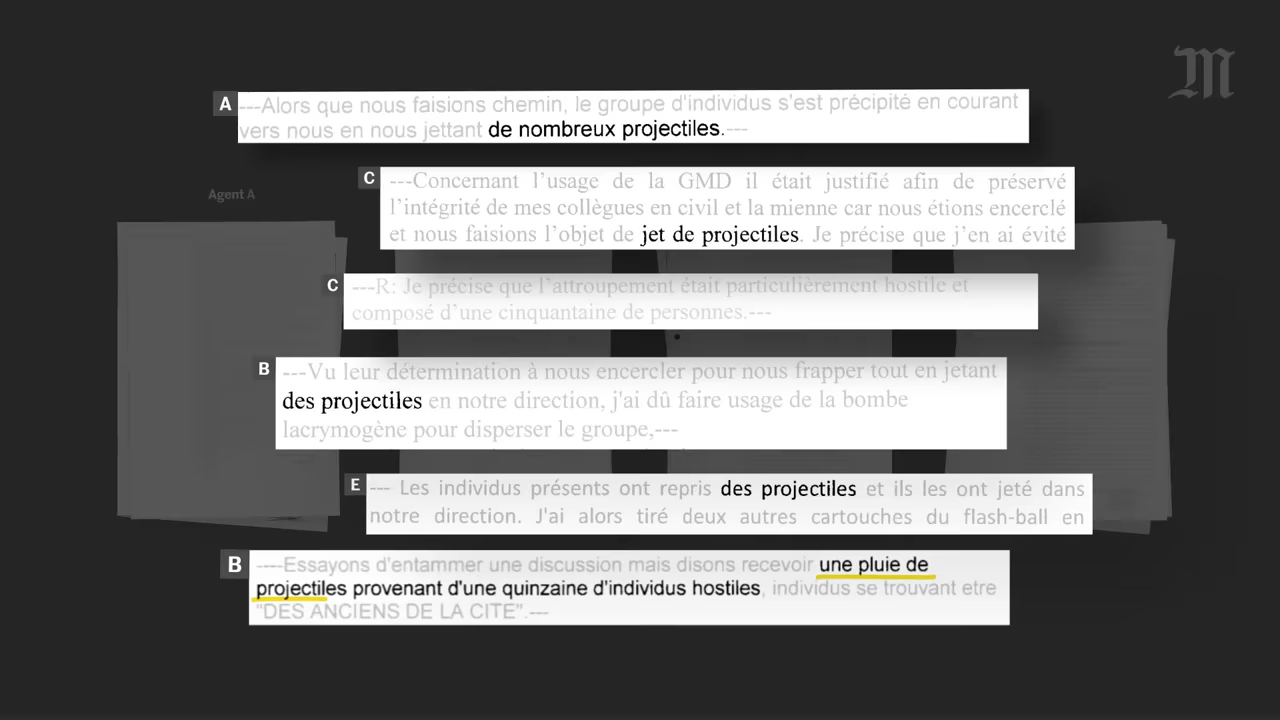 M
A
---Alors que nous faisions chemin, le groupe d'individus s'est précipité en courant
vers nous en nous jettant de nombreux projectiles.---
C
---Concernant l'usage de la GMD il était justifié afin de préservé
l'intégrité de mes collègues en civil et la mienne car nous étions encerclé
et nous faisions l'objet de jet de projectiles. Je précise que j'en ai évité
Agent A
C
---R: Je précise que l'attroupement était particulièrement hostile et
composé d'une cinquantaine de personnes.---
B
---Vu leur détermination à nous encercler pour nous frapper tout en jetant
des projectiles en notre direction, j'ai dû faire usage de la bombe
lacrymogène pour disperser le groupe,---
E
--- Les individus présents ont repris des projectiles et ils les ont jeté dans
notre direction. J'ai alors tiré deux autres cartouches du flash-ball en
B
----Essayons d'entammer une discussion mais disons recevoir une pluie de
projectiles provenant d'une quinzaine d'individus hostiles, individus se trouvant etre
"DES ANCIENS DE LA CITE".---